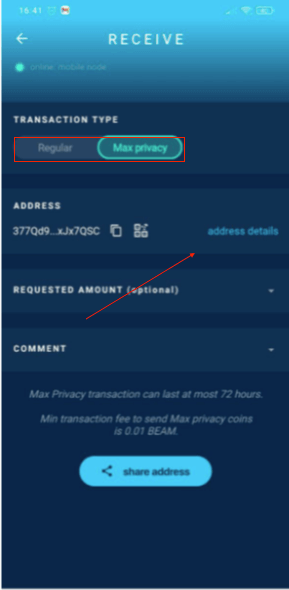 16:41
RECEIVE
online: mobile node
TRANSACTION TYPE
Regular
Max privacy
ADDRESS
377Qd9...xJx7QSC
address details
REQUESTED AMOUNT (optional)
COMMENT
Max Privacy transaction can last at most 72 hours.
Min transaction fee to send Max privacy coins
is 0.01 BEAM.
share address